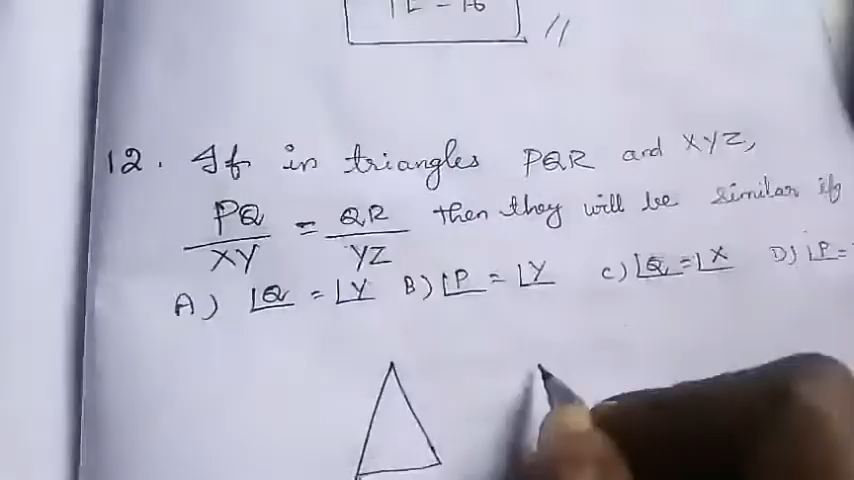 12. If in triangles PQR and XYZ,
PQ/XY = QR/YZ then they will be similar if
A) ∠Q = ∠Y B) ∠P = ∠Y C) ∠Q = ∠X D) ∠P =